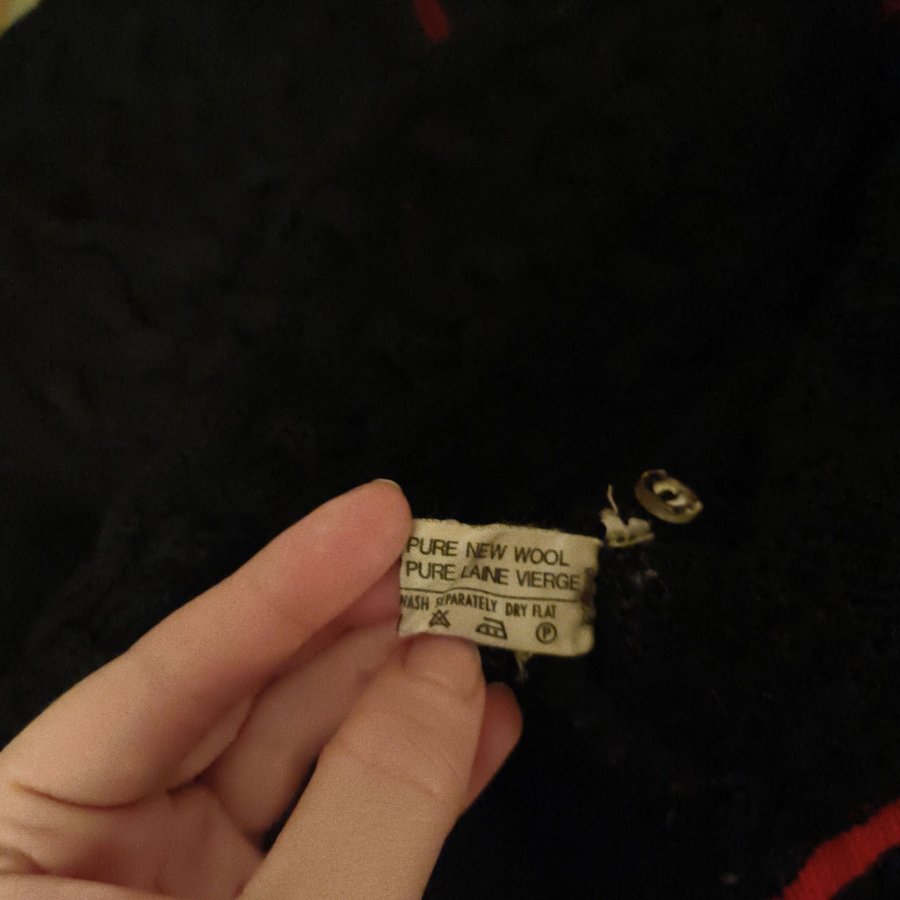 PURE NEW WOOL
PURE LAINE VIERGE
WASH SEPARATELY DRY FLAT
P